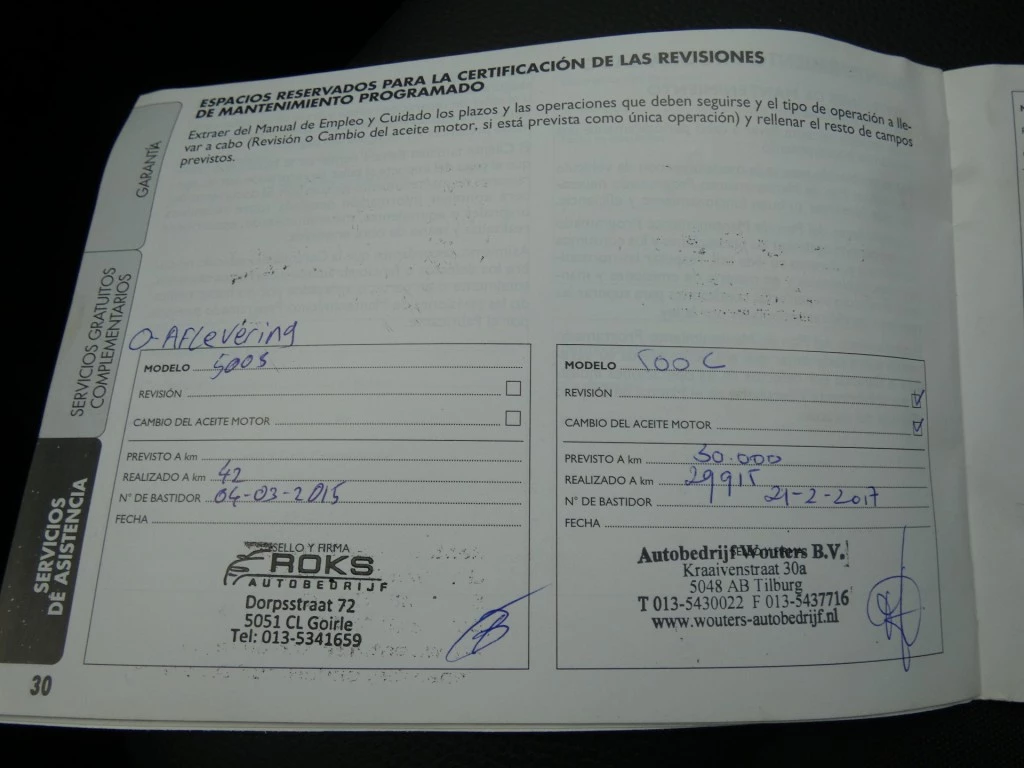 ESPACIOS RESERVADOS PARA LA CERTIFICACIÓN DE LAS REVISIONES
DE MANTENIMIENTO PROGRAMADO
Extraer del Manual de Empleo y Cuidado los plazos y las operaciones que deben seguirse y el tipo de operación a lle-
var a cabo (Revisión o Cambio del aceite motor, si está prevista como única operación) y rellenar el resto de campos
previstos.
GARANTÍA
SERVICIOS GRATUITOS
COMPLEMENTARIOS
SERVICIOS
DE ASISTENCIA
O-Aflevering
MODELO 500S
REVISIÓN
CAMBIO DEL ACEITE MOTOR
PREVISTO A km
REALIZADO A km 42
N° DE BASTIDOR 04-03-2015
FECHA
SELLO Y FIRMA
ROKS
AUTOBEDRIJF
Dorpsstraat 72
5051 CL Goirle
Tel: 013-5341659
MODELO 500 C
REVISIÓN
CAMBIO DEL ACEITE MOTOR
PREVISTO A km 30.000
REALIZADO A km 29915
N° DE BASTIDOR 21-2-2017
FECHA
Autobedrijf Wouters B.V.
Kraaivenstraat 30a
5048 AB Tilburg
T 013-5430022 F 013-5437716
www.wouters-autobedrijf.nl
30